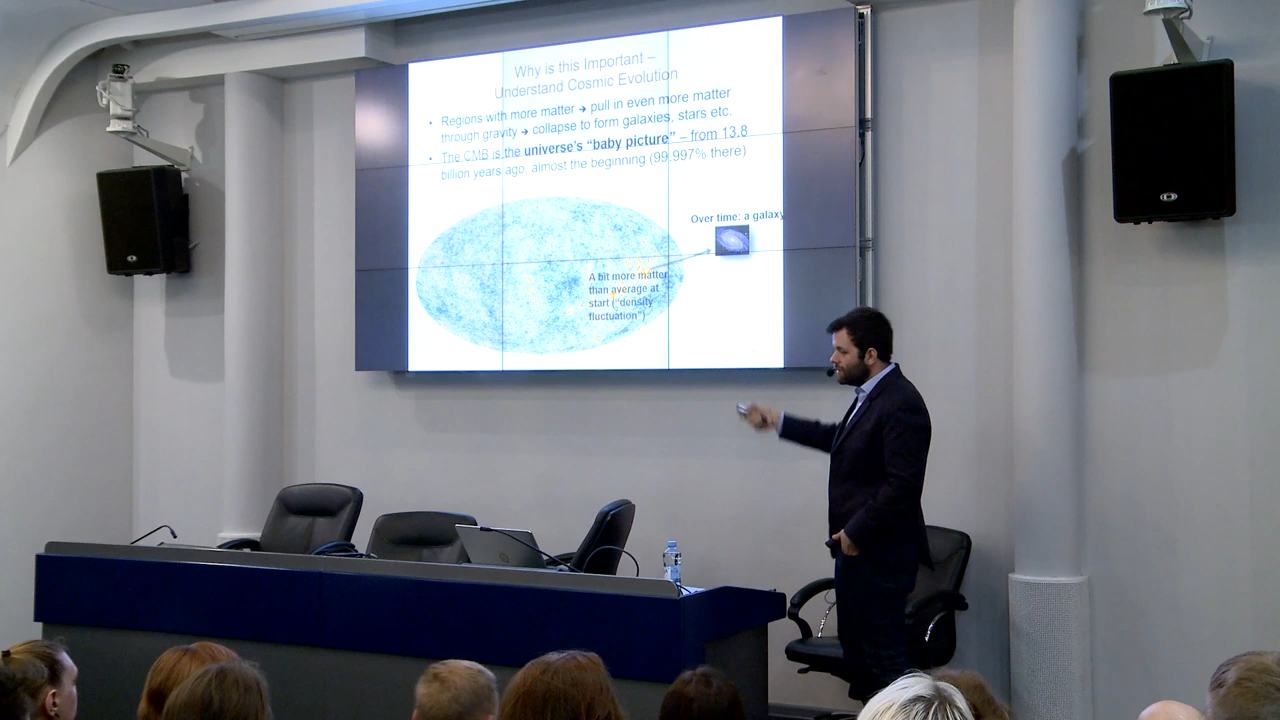 Why is this Important –
Understand Cosmic Evolution
• Regions with more matter ➔ pull in even more matter
through gravity ➔ collapse to form galaxies, stars etc.
• The CMB is the universe's “baby picture” – from 13.8
billion years ago, almost the beginning (99.997% there)
Over time: a galaxy
A bit more matter
than average at
start (“density
fluctuation”)